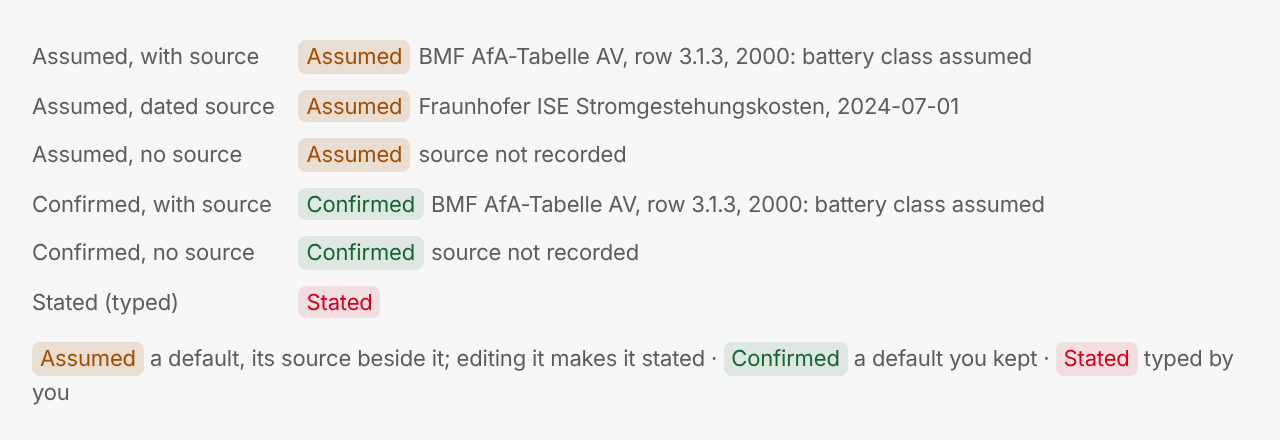 Assumed, with source Assumed BMF AfA-Tabelle AV, row 3.1.3, 2000: battery class assumed
Assumed, dated source Assumed Fraunhofer ISE Stromgestehungskosten, 2024-07-01
Assumed, no source Assumed source not recorded
Confirmed, with source Confirmed BMF AfA-Tabelle AV, row 3.1.3, 2000: battery class assumed
Confirmed, no source Confirmed source not recorded
Stated (typed) Stated
Assumed a default, its source beside it; editing it makes it stated · Confirmed a default you kept · Stated typed by
you